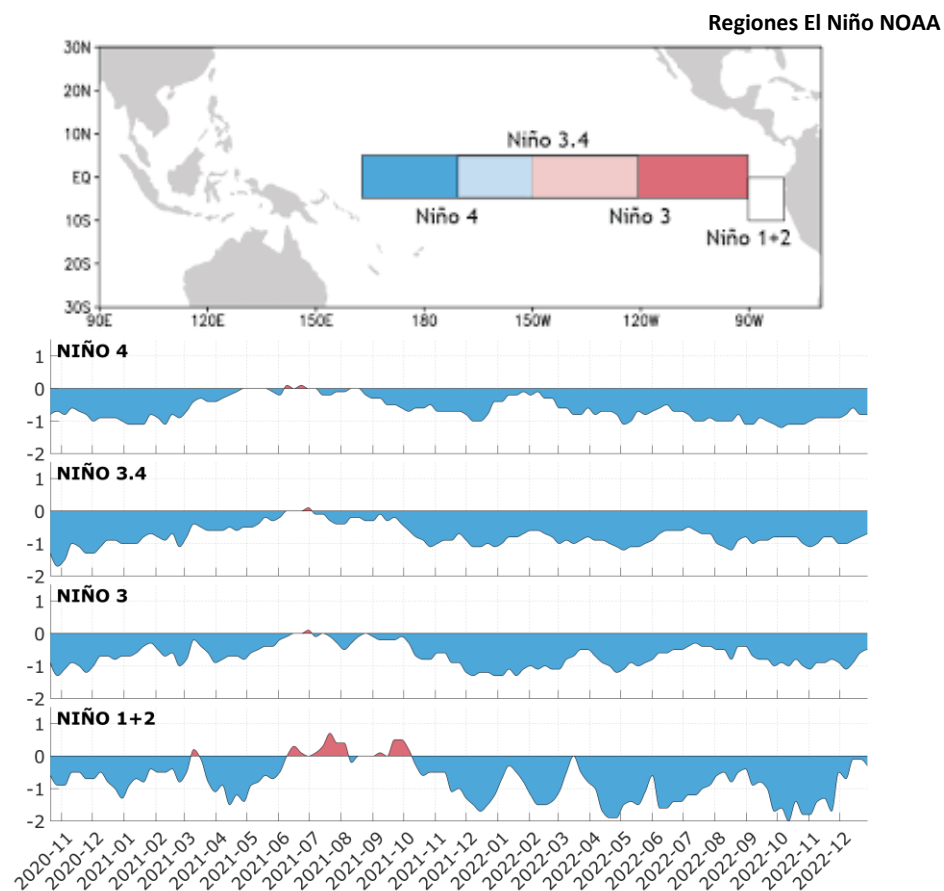 Regiones El Niño NOAA
30N
20N
10N
EQ
10S
20S
30S
Niño 3.4
Niño 4
Niño 3
Niño 1+2
90E 120E 150E 180 150W 120W 90W
NIÑO 4
1
0
-1
-2
NIÑO 3.4
1
0
-1
-2
NIÑO 3
1
0
-1
-2
NIÑO 1+2
1
0
-1
-2
2020-11 2020-12 2021-01 2021-02 2021-03 2021-04 2021-05 2021-06 2021-07 2021-08 2021-09 2021-10 2021-11 2021-12 2022-01 2022-02 2022-03 2022-04 2022-05 2022-06 2022-07 2022-08 2022-09 2022-10 2022-11 2022-12